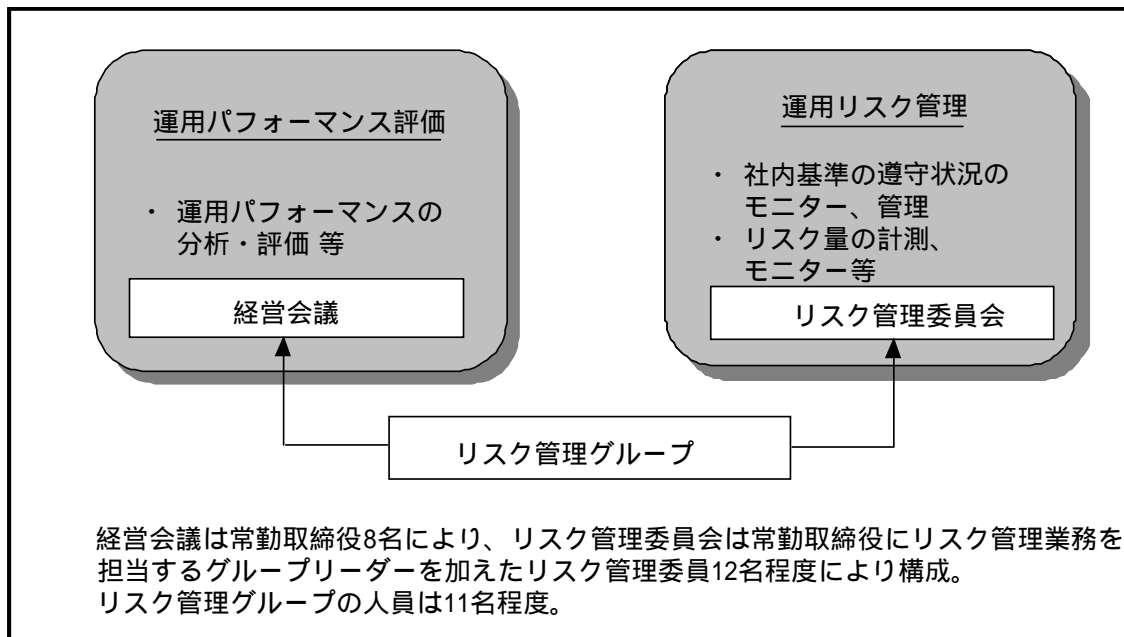 運用パフォーマンス評価
・ 運用パフォーマンスの
分析・評価 等
経営会議
運用リスク管理
・ 社内基準の遵守状況の
モニター、管理
・ リスク量の計測、
モニター等
リスク管理委員会
リスク管理グループ
経営会議は常勤取締役8名により、リスク管理委員会は常勤取締役にリスク管理業務を
担当するグループリーダーを加えたリスク管理委員12名程度により構成。
リスク管理グループの人員は11名程度。